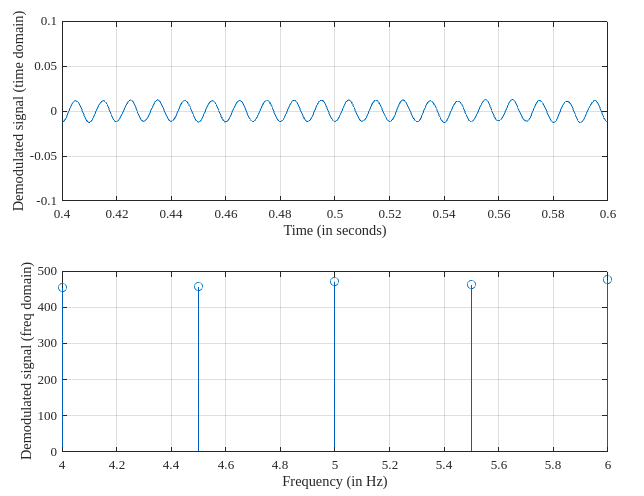 Demodulated signal (time domain)
0.1
0.05
0
-0.05
-0.1
0.4 0.42 0.44 0.46 0.48 0.5 0.52 0.54 0.56 0.58 0.6
Time (in seconds)
Demodulated signal (freq domain)
500
400
300
200
100
0
4 4.2 4.4 4.6 4.8 5 5.2 5.4 5.6 5.8 6
Frequency (in Hz)